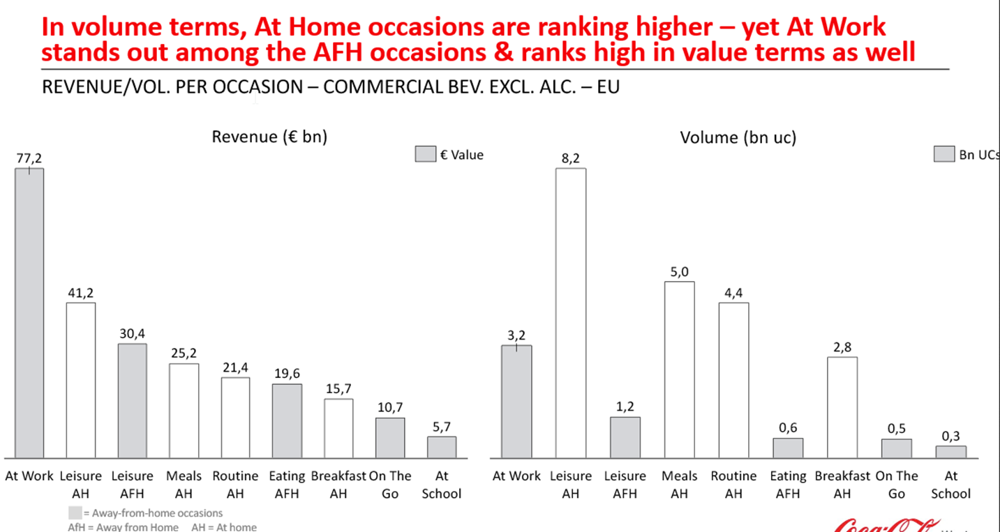 In volume terms, At Home occasions are ranking higher – yet At Work
stands out among the AFH occasions & ranks high in value terms as well
REVENUE/VOL. PER OCCASION – COMMERCIAL BEV. EXCL. ALC. – EU
Revenue (€ bn)
€ Value
77,2
41,2
30,4
25,2
21,4
19,6
15,7
10,7
5,7
At Work
Leisure
AH
Leisure
AFH
Meals
AH
Routine
AH
Eating
AFH
Breakfast
AH
On The
Go
At
School
= Away-from-home occasions
AfH = Away from Home AH = At home
Volume (bn uc)
Bn UCs
3,2
8,2
1,2
5,0
4,4
0,6
2,8
0,5
0,3
At Work
Leisure
AH
Leisure
AFH
Meals
AH
Routine
AH
Eating
AFH
Breakfast
AH
On The
Go
At
School
Coca-Cola